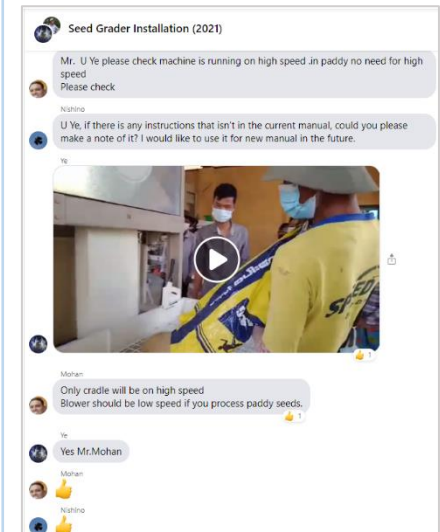 Seed Grader Installation (2021)
Mr. U Ye please check machine is running on high speed .in paddy no need for high
speed
Please check
Nishino
U Ye, if there is any instructions that isn't in the current manual, could you please
make a note of it? I would like to use it for new manual in the future.
Ye
SEED
1
Mohan
Only cradle will be on high speed
Blower should be low speed if you process paddy seeds.
1
Ye
Yes Mr.Mohan
Mohan
Nishino